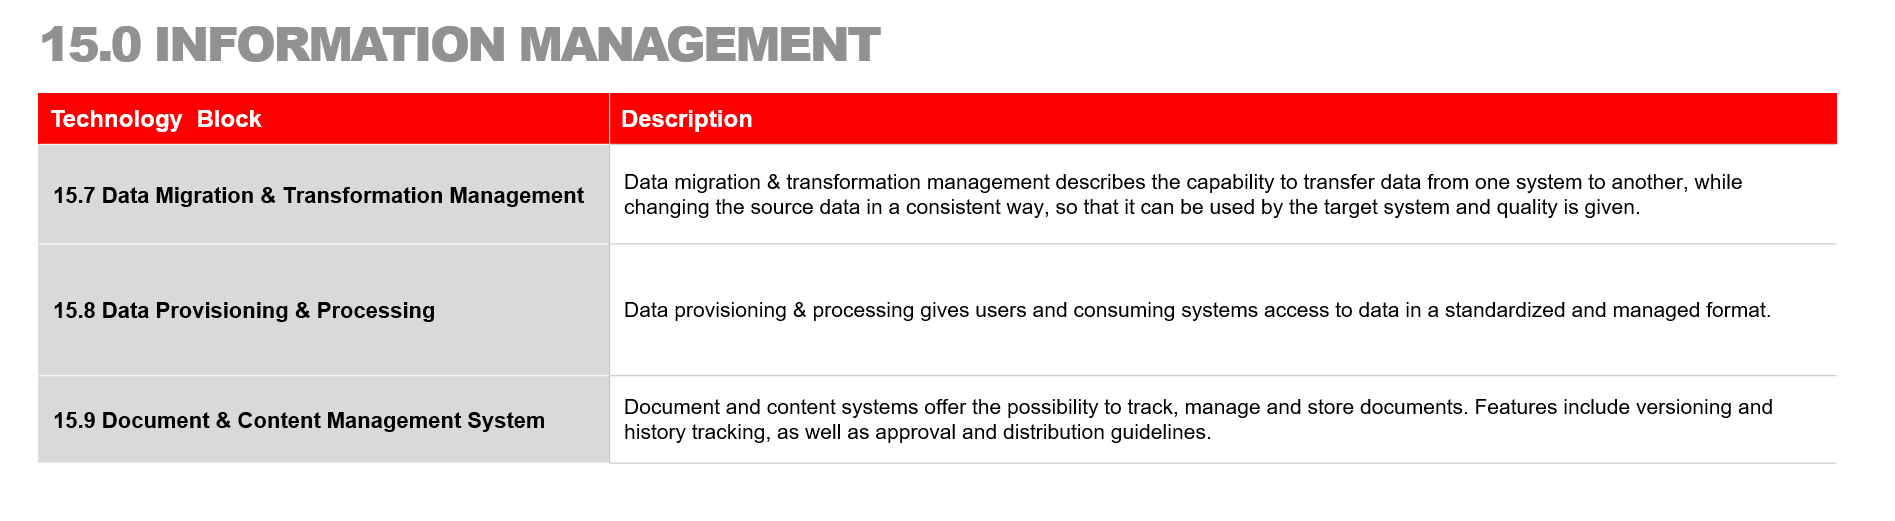 15.0 INFORMATION MANAGEMENT
Technology  Block
Description
15.7 Data Migration & Transformation Management
Data migration & transformation management describes the capability to transfer data from one system to another, while
changing the source data in a consistent way, so that it can be used by the target system and quality is given.
15.8 Data Provisioning & Processing
Data provisioning & processing gives users and consuming systems access to data in a standardized and managed format.
15.9 Document & Content Management System
Document and content systems offer the possibility to track, manage and store documents. Features include versioning and
history tracking, as well as approval and distribution guidelines.